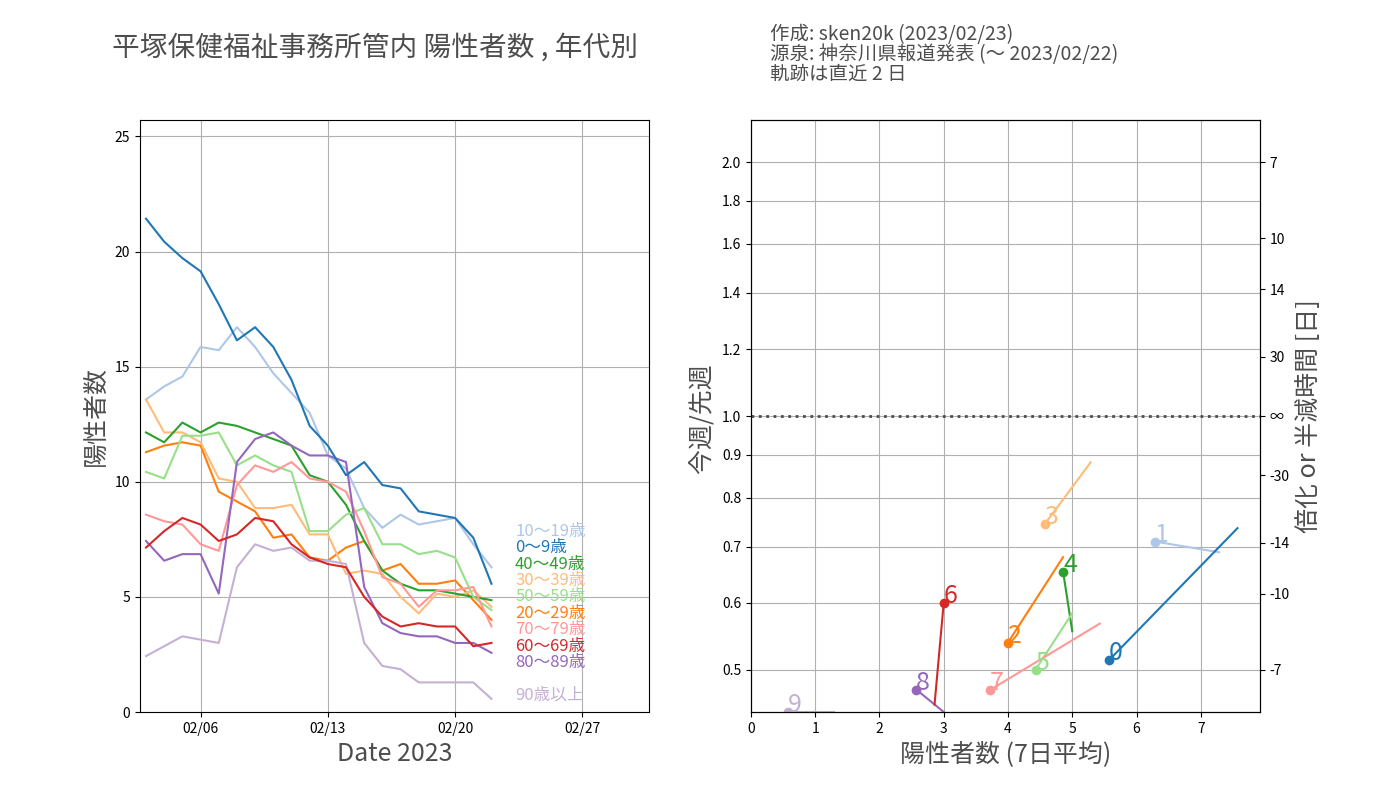 平塚保健福祉事務所管内 陽性者数 , 年代別
作成: sken20k (2023/02/23)
源泉: 神奈川県報道発表 (〜 2023/02/22)
軌跡は直近 2 日
25
20
15
10
5
0
陽性者数
10〜19歳
0〜9歳
40〜49歳
30〜39歳
50〜59歳
20〜29歳
70〜79歳
60〜69歳
80〜89歳
90歳以上
02/06
02/13
02/20
02/27
Date 2023
2.0
1.8
1.6
1.4
1.2
1.0
0.9
0.8
0.7
0.6
0.5
今週/先週
3
1
4
6
2
0
5
7
8
9
7
10
14
30
∞
-30
-14
-10
-7
倍化 or 半減時間 [日]
0
1
2
3
4
5
6
7
陽性者数 (7日平均)